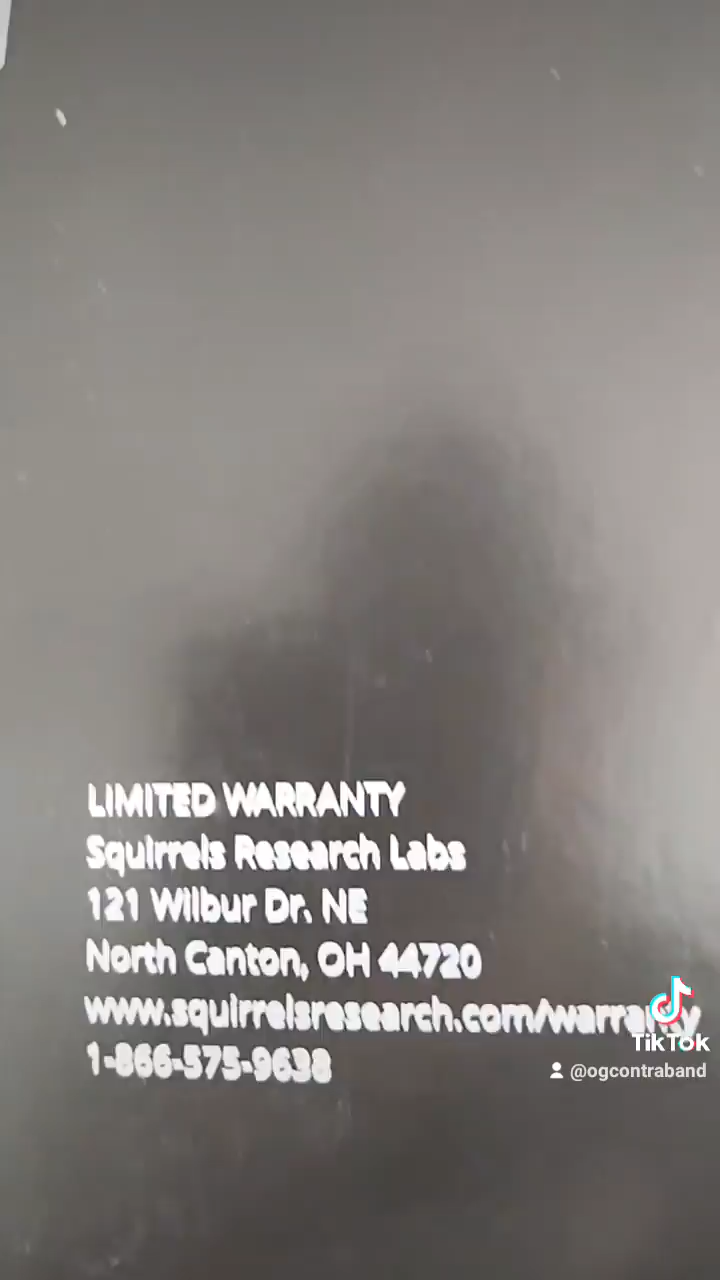 LIMITED WARRANTY
Squirrels Research Labs
121 Wilbur Dr. NE
North Canton, OH 44720
www.squirrelsresearch.com/warranty
1-866-575-9638
TikTok
@ogcontraband